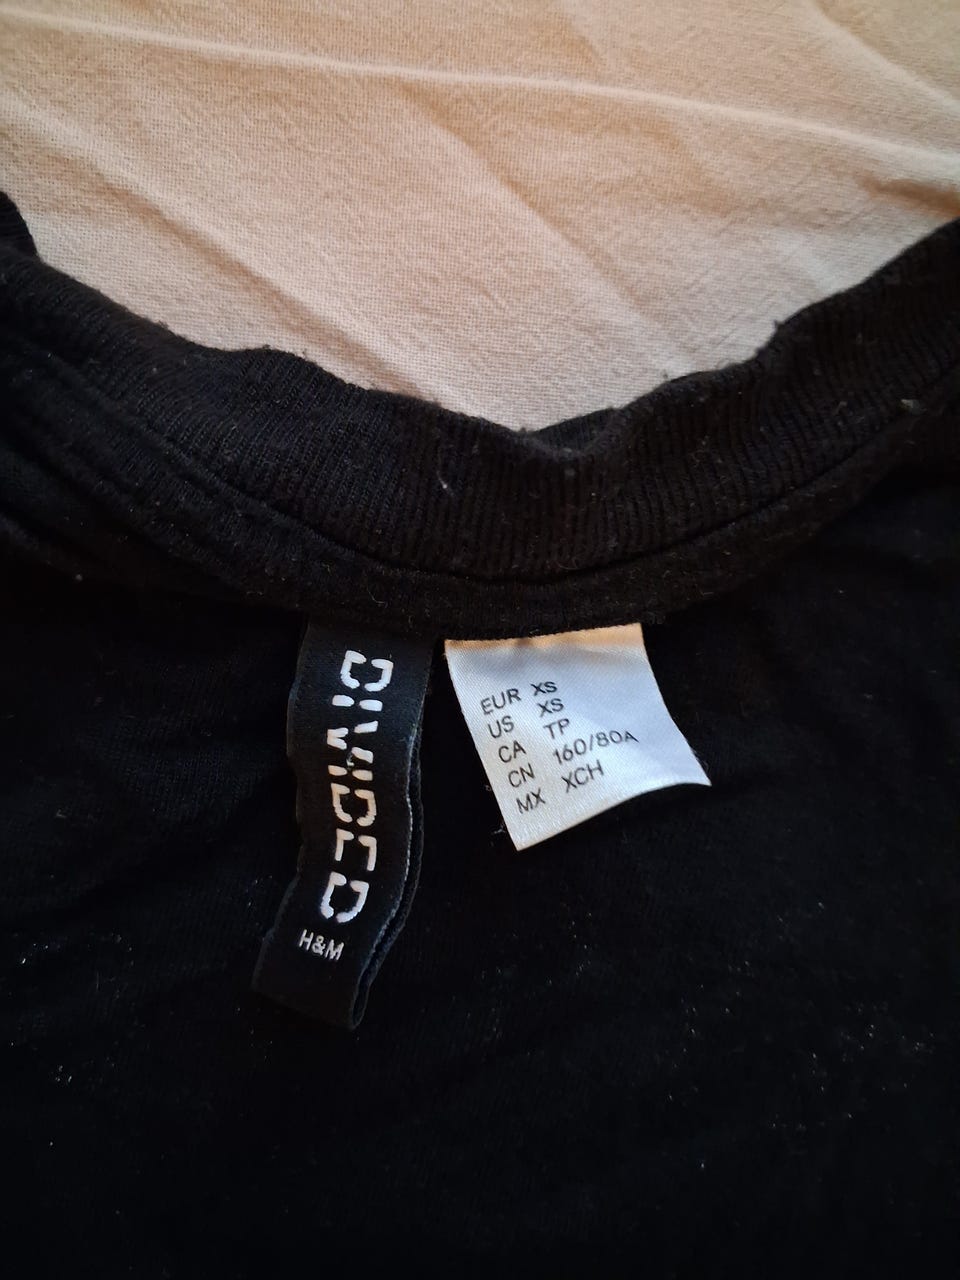 DIVIDED
H&M
EUR XS
US XS
CA TP
CN 160/80A
MX XCH